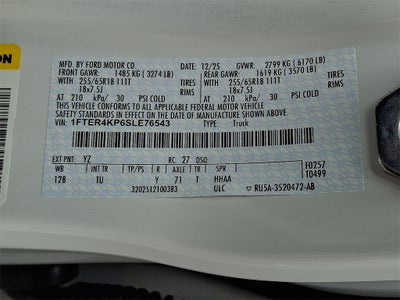 ON
MFD. BY FORD MOTOR CO. 12/25 GVWR: 2799 KG (6170 LB)
FRONT GAWR: 1485 KG (3274 LB) REAR GAWR: 1619 KG (3570 LB)
WITH 255/65R18 111T WITH 255/65R18 111T
18x7.5J 18x7.5J
AT 210 kPa/ 30 PSI COLD AT 210 kPa/ 30 PSI COLD
THIS VEHICLE CONFORMS TO ALL APPLICABLE FEDERAL MOTOR VEHICLE
SAFETY STANDARDS IN EFFECT ON THE DATE OF MANUFACTURE SHOWN ABOVE.
VIN: 1FTER4KP6SLE76543 TYPE: Truck
EXT PNT: YZ RC: 27 DSO:
WB INT TR TP/PS R AXLE TR SPR F0257
128 TU Y 71 T HHAA 10499
3202512100383 ULC RU5A-3520472-AB